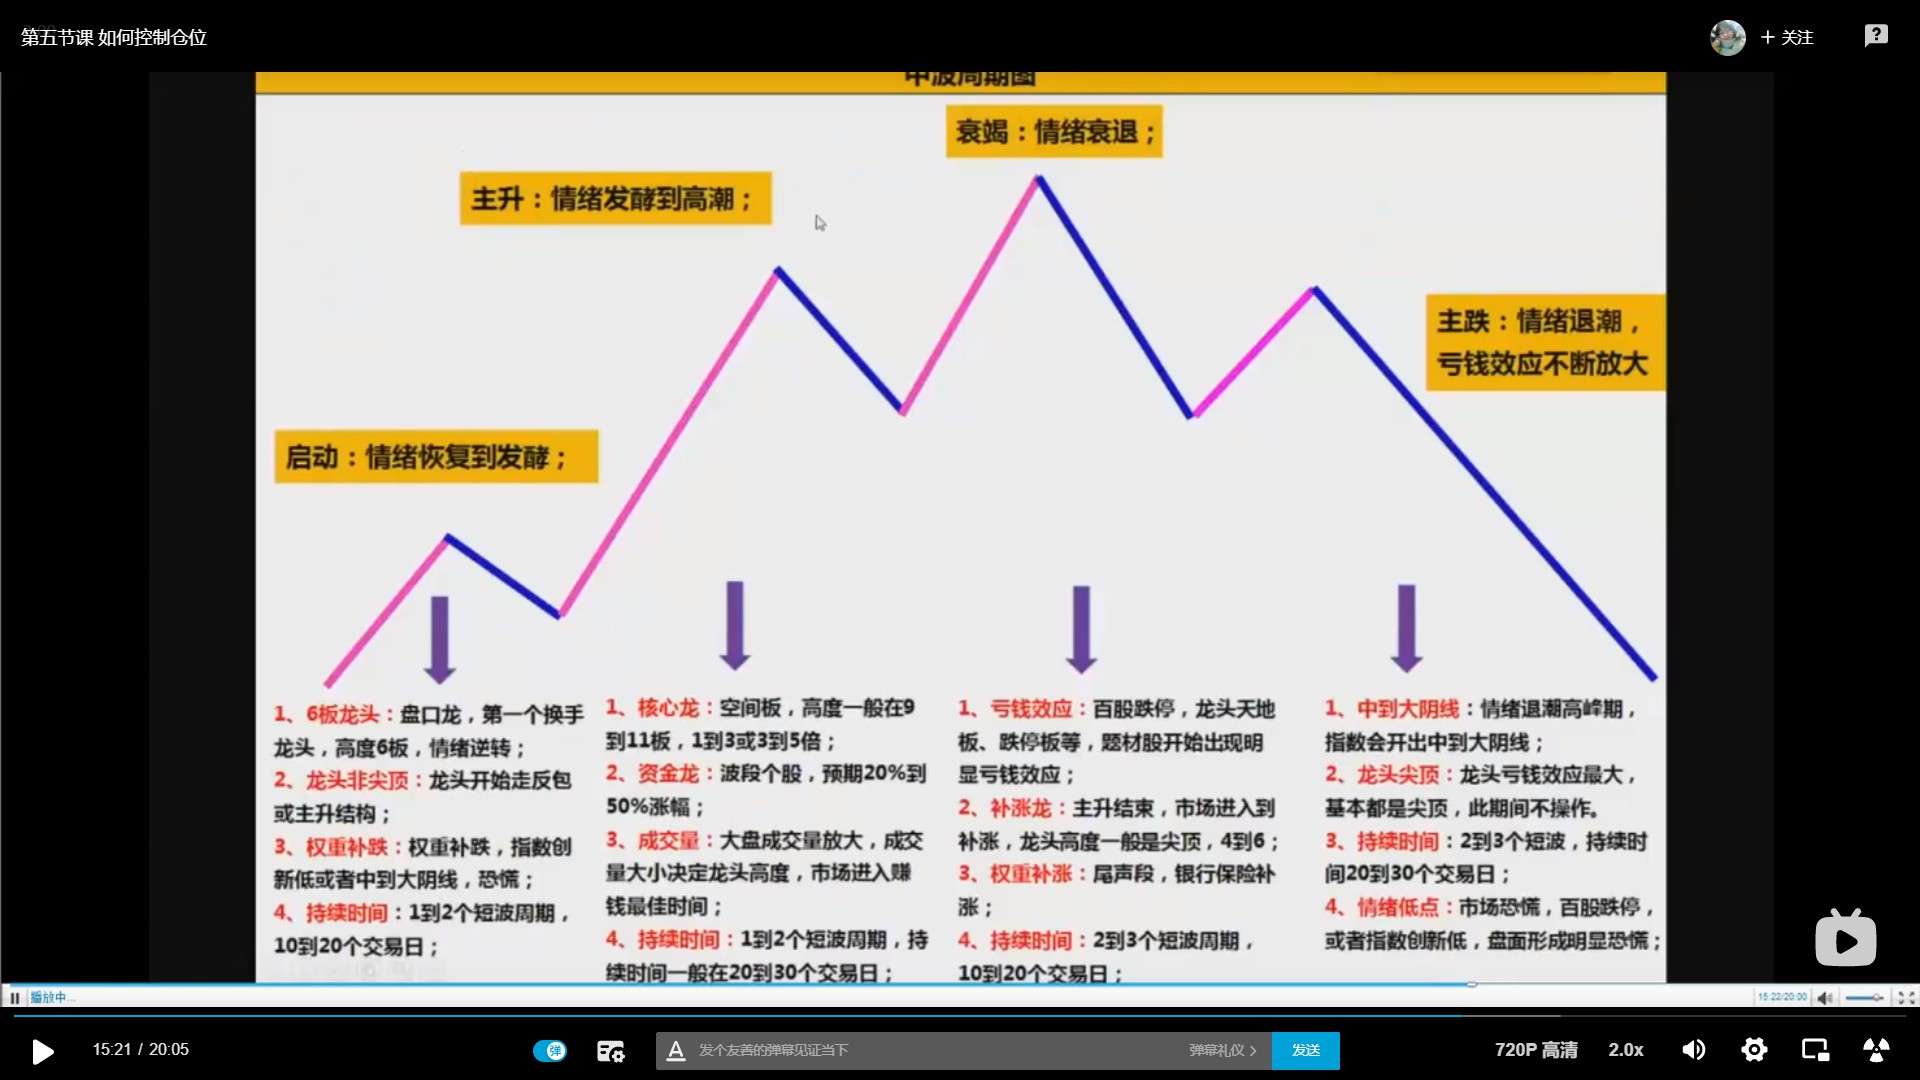 第五节课 如何控制仓位
+ 关注
中波周期图
衰竭：情绪衰退；
主升：情绪发酵到高潮；
主跌：情绪退潮，
亏钱效应不断放大
启动：情绪恢复到发酵；
1、6板龙头：盘口龙，第一个换手
龙头，高度6板，情绪逆转；
2、龙头非尖顶：龙头开始走反包
或主升结构；
3、权重补跌：权重补跌，指数创
新低或者中到大阴线，恐慌；
4、持续时间：1到2个短波周期，
10到20个交易日；
1、核心龙：空间板，高度一般在9
到11板，1到3或3到5倍；
2、资金龙：波段个股，预期20%到
50%涨幅；
3、成交量：大盘成交量放大，成交
量大小决定龙头高度，市场进入赚
钱最佳时间；
4、持续时间：1到2个短波周期，持
续时间一般在20到30个交易日；
1、亏钱效应：百股跌停，龙头天地
板、跌停板等，题材股开始出现明
显亏钱效应；
2、补涨龙：主升结束，市场进入到
补涨，龙头高度一般是尖顶，4到6；
3、权重补涨：尾声段，银行保险补
涨；
4、持续时间：2到3个短波周期，
10到20个交易日；
1、中到大阴线：情绪退潮高峰期，
指数会开出中到大阴线；
2、龙头尖顶：龙头亏钱效应最大，
基本都是尖顶，此期间不操作。
3、持续时间：2到3个短波，持续时
间20到30个交易日；
4、情绪低点：市场恐慌，百股跌停，
或者指数创新低，盘面形成明显恐慌；
播放中...
15:22/20:00
15:21 / 20:05
弹
发个友善的弹幕见证当下
弹幕礼仪 >
发送
720P 高清
2.0x